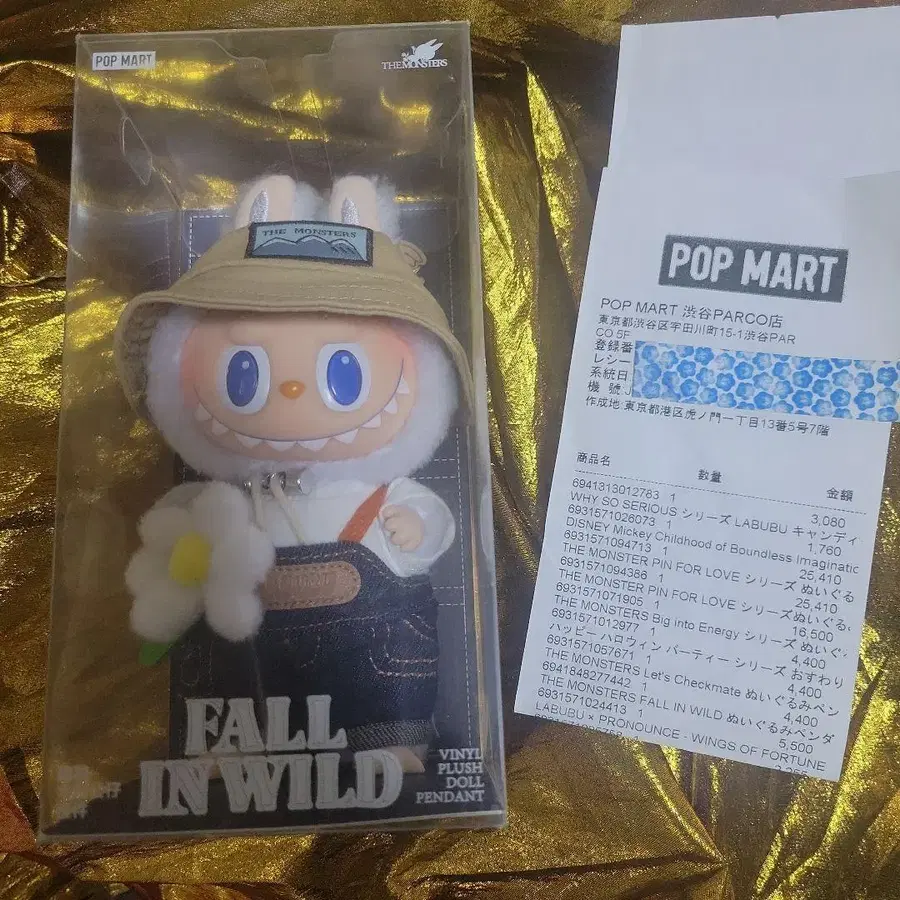 POP MART
THE MONSTERS
THE MONSTERS
FALL
IN WILD
VINYL
PLUSH
DOLL
PENDANT
POP MART
POP MART 渋谷PARCO店
東京都渋谷区宇田川町15-1渋谷PAR
CO 5F
登録番
レシー
系統日
機 號 J
作成地:東京都港区虎ノ門一丁目13番5号7階
商品名 数量 金額
6941313012783 1 3,080
WHY SO SERIOUS シリーズ LABUBU キャンディ
6931571026073 1 1,760
DISNEY Mickey Childhood of Boundless Imaginatic
6931571094713 1 25,410
THE MONSTER PIN FOR LOVE シリーズ ぬいぐる
6931571094386 1 25,410
THE MONSTER PIN FOR LOVE シリーズ ぬいぐる
6931571071905 1 16,500
THE MONSTERS Big into Energy シリーズ ぬいぐ
6931571012977 1 4,400
ハッピー ハロウィン パーティー シリーズ おすわり
6931571057671 1 4,400
THE MONSTERS Let's Checkmate ぬいぐるみペン
6941848277442 1 4,400
THE MONSTERS FALL IN WILD ぬいぐるみペンダ
6931571024413 1 5,500
LABUBU × PRONOUNCE - WINGS OF FORTUNE